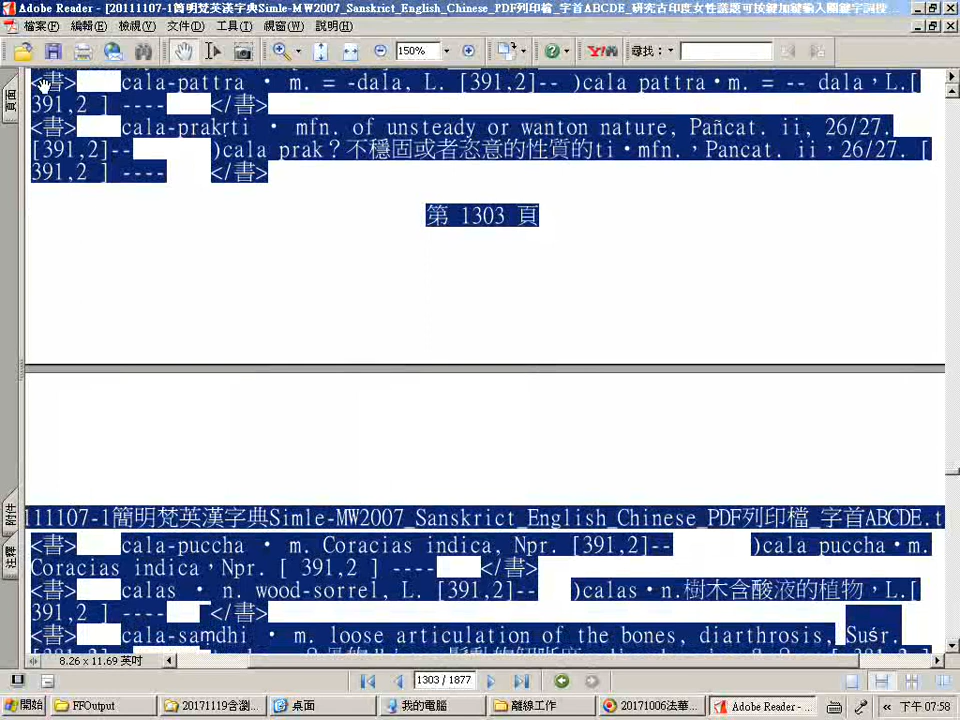 Adobe Reader - [20111107-1簡明梵英漢字典Simle-MW2007_Sanskrict_English_Chinese_PDF列印檔_字首ABCDE_研究古印度女性議題可按鍵加鍵輸入關鍵字詞搜
檔案(F) 編輯(E) 檢視(V) 文件(D) 工具(T) 視窗(W) 說明(H)
150% 尋找：
頁面
<書> cala-pattra ‧ m. = -dala, L. [391,2]-- )cala pattra‧m. = -- dala，L.[
391,2 ] ---- </書>
<書> cala-prakṛti ‧ mfn. of unsteady or wanton nature, Pañcat. ii, 26/27.
[391,2]-- )cala prak？不穩固或者恣意的性質的ti‧mfn.，Pancat. ii，26/27. [
391,2 ] ---- </書>
第 1303 頁
附件
注釋
111107-1簡明梵英漢字典Simle-MW2007_Sanskrict_English_Chinese_PDF列印檔_字首ABCDE.t
<書> cala-puccha ‧ m. Coracias indica, Npr. [391,2]-- )cala puccha‧m.
Coracias indica，Npr. [ 391,2 ] ---- </書>
<書> calas ‧ n. wood-sorrel, L. [391,2]-- )calas‧n.樹木含酸液的植物，L.[
391,2 ] ---- </書>
<書> cala-saṃdhi ‧ m. loose articulation of the bones, diarthrosis, Suśr.
8.26 x 11.69 英吋
1303 / 1877
開始 FFOutput 20171119含瀏... 桌面 我的電腦 離線工作 20171006法華... Adobe Reader - [... 下午 07:58